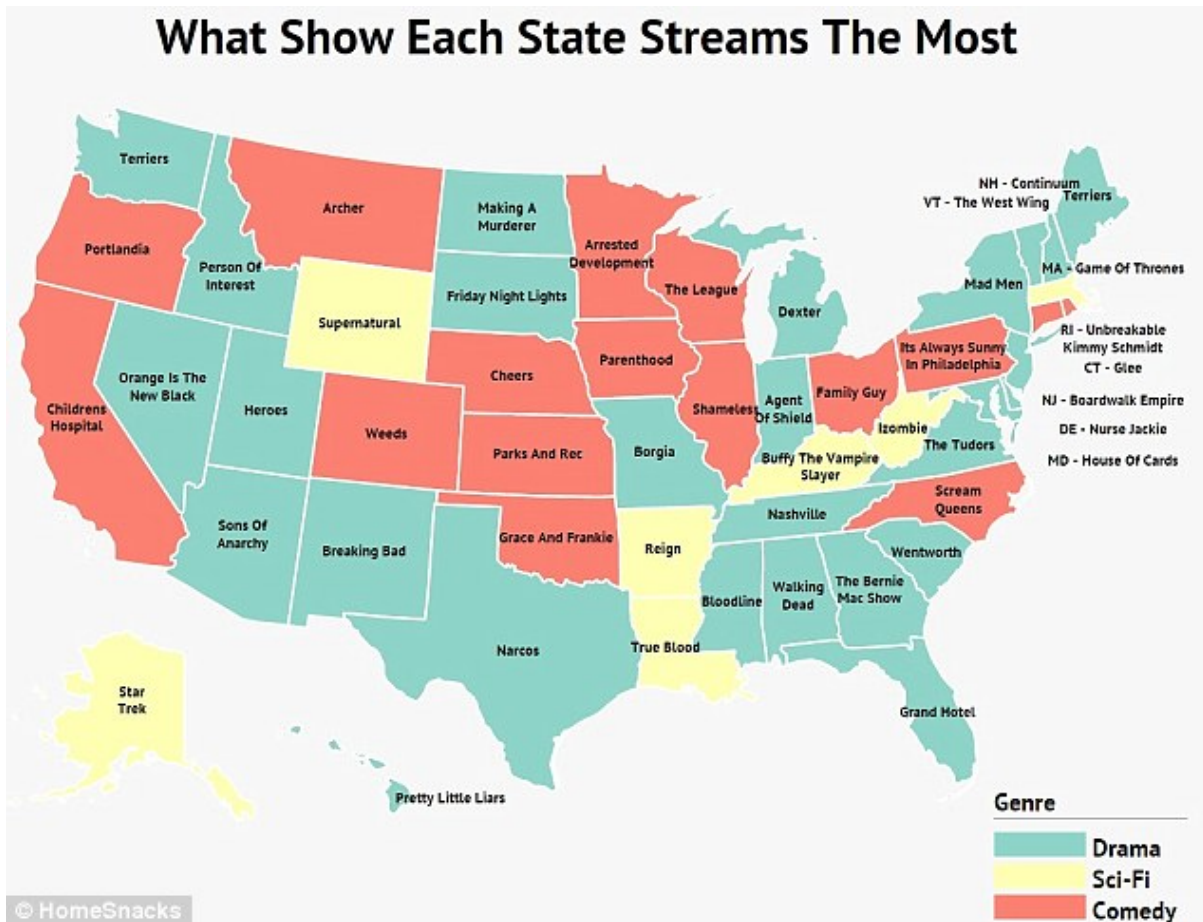 What Show Each State Streams The Most
Terriers
Portlandia
Childrens
Hospital
Person Of
Interest
Orange Is The
New Black
Archer
Supernatural
Heroes
Weeds
Sons Of
Anarchy
Breaking Bad
Making A
Murderer
Friday Night Lights
Cheers
Parks And Rec
Grace And Frankie
Narcos
Arrested
Development
Parenthood
Borgia
Reign
True Blood
The League
Shameless
Dexter
Agent
Of Shield
Family Guy
Buffy The Vampire
Slayer
Izombie
Nashville
Bloodline
Walking
Dead
The Bernie
Mac Show
Grand Hotel
Wentworth
Scream
Queens
The Tudors
Its Always Sunny
In Philadelphia
Mad Men
NH - Continuum
VT - The West Wing
Terriers
MA - Game Of Thrones
RI - Unbreakable
Kimmy Schmidt
CT - Glee
NJ - Boardwalk Empire
DE - Nurse Jackie
MD - House Of Cards
Star
Trek
Pretty Little Liars
Genre
Drama
Sci-Fi
Comedy
© HomeSnacks